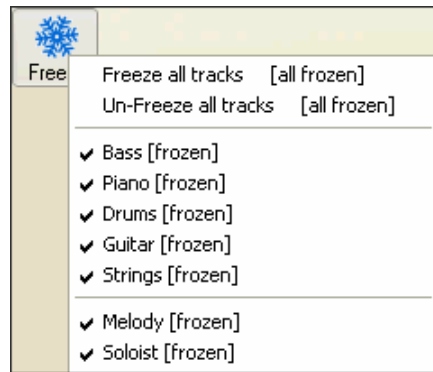 Free
Freeze all tracks [all frozen]
Un-Freeze all tracks [all frozen]
Bass [frozen]
Piano [frozen]
Drums [frozen]
Guitar [frozen]
Strings [frozen]
Melody [frozen]
Soloist [frozen]